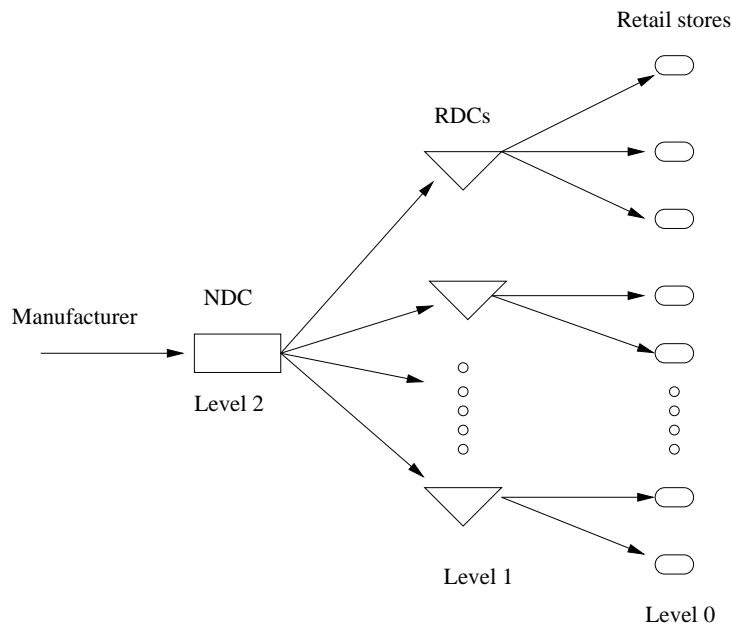 Retail stores
RDCs
NDC
Manufacturer
Level 2
Level 1
Level 0